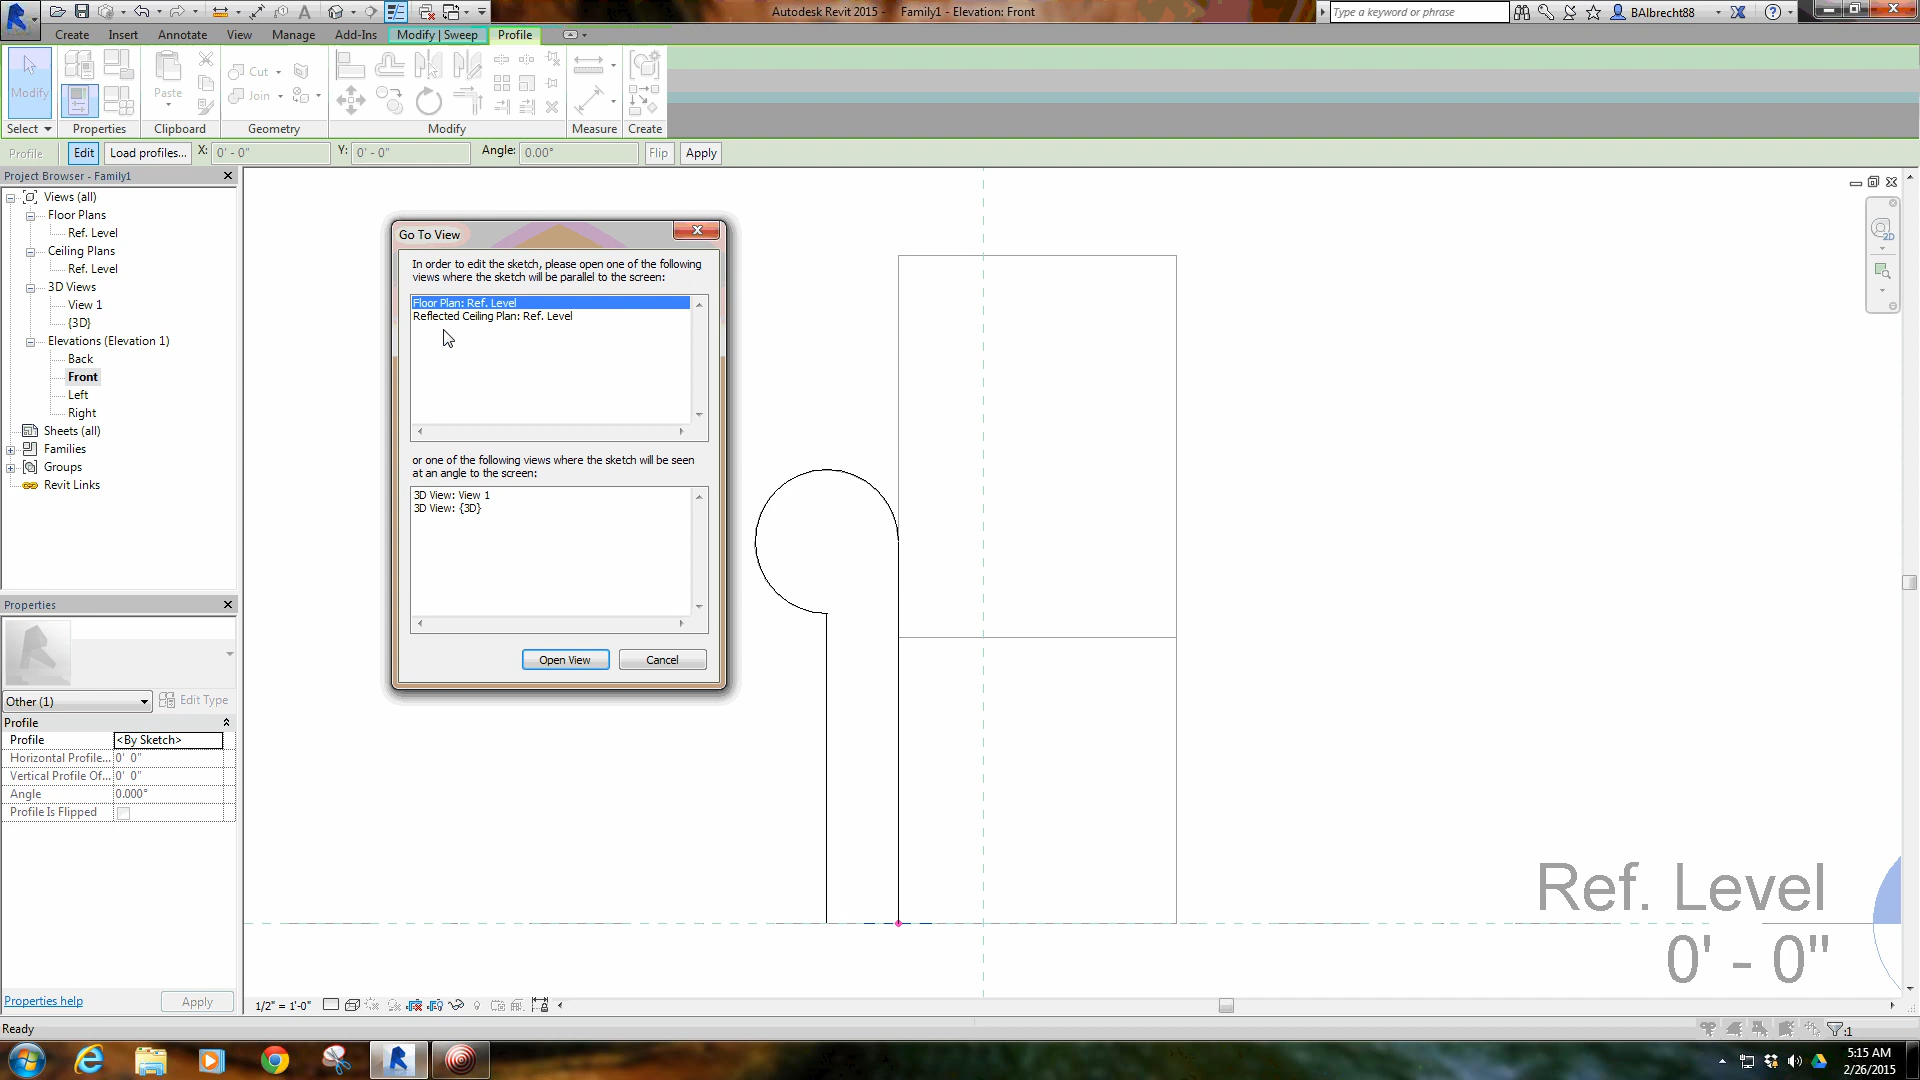 Autodesk Revit 2015 - Family1 - Elevation: Front
Type a keyword or phrase
BAlbrecht88
Create Insert Annotate View Manage Add-Ins Modify | Sweep Profile
Modify
Paste
Cut
Join
Select Properties Clipboard Geometry Modify Measure Create
Profile Edit Load profiles... X: 0' - 0" Y: 0' - 0" Angle: 0.00° Flip Apply
Project Browser - Family1
Views (all)
Floor Plans
Ref. Level
Ceiling Plans
Ref. Level
3D Views
View 1
{3D}
Elevations (Elevation 1)
Back
Front
Left
Right
Sheets (all)
Families
Groups
Revit Links
Properties
Other (1)
Edit Type
Profile
Profile <By Sketch>
Horizontal Profile... 0' 0"
Vertical Profile Of... 0' 0"
Angle 0.000°
Profile Is Flipped
Properties help
Apply
Go To View
In order to edit the sketch, please open one of the following
views where the sketch will be parallel to the screen:
Floor Plan: Ref. Level
Reflected Ceiling Plan: Ref. Level
or one of the following views where the sketch will be seen
at an angle to the screen:
3D View: View 1
3D View: {3D}
Open View
Cancel
2D
Ref. Level
0' - 0"
1/2" = 1'-0"
Ready
:1
5:15 AM
2/26/2015